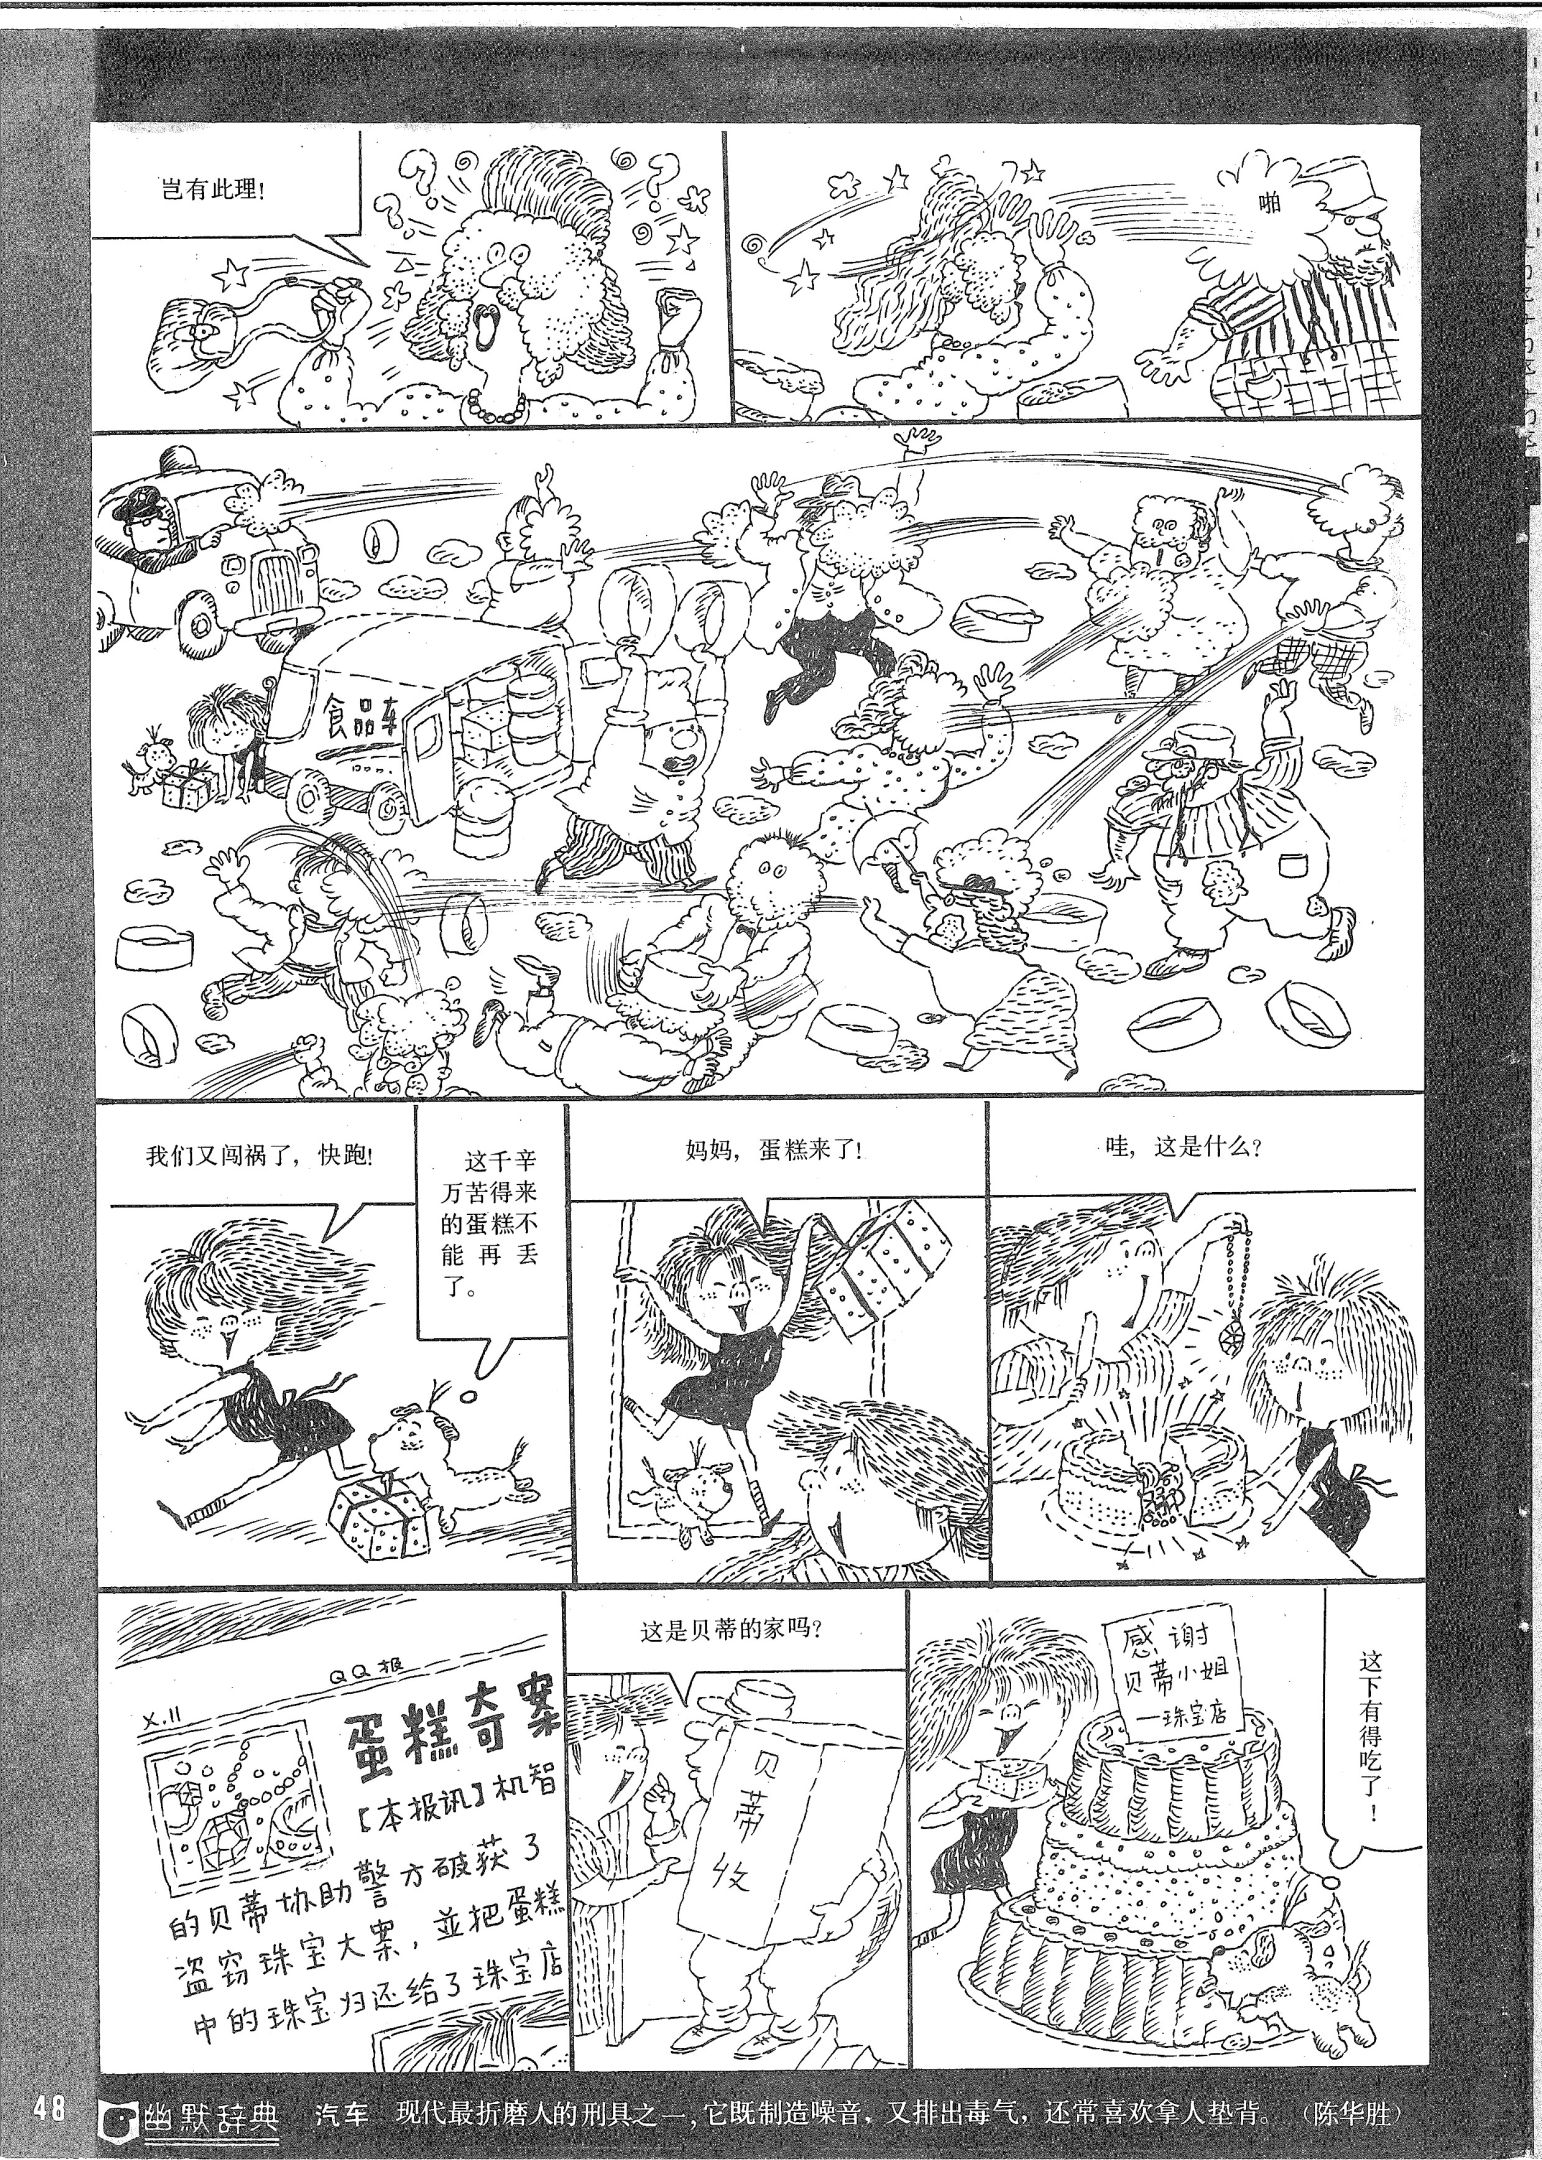 岂有此理!
啪
食品车
我们又闯祸了，快跑!
这千辛
万苦得来
的蛋糕不
能再丢
了。
妈妈，蛋糕来了!
哇，这是什么?
QQ报
X.11
蛋糕奇案
【本报讯】机智
的贝蒂协助警方破获了
盗窃珠宝大案，並把蛋糕
中的珠宝归还给了珠宝店
这是贝蒂的家吗?
贝蒂收
感谢
贝蒂小姐
—珠宝店
这下有得吃了!
48
幽默辞典 汽车 现代最折磨人的刑具之一,它既制造噪音，又排出毒气，还常喜欢拿人垫背。（陈华胜）